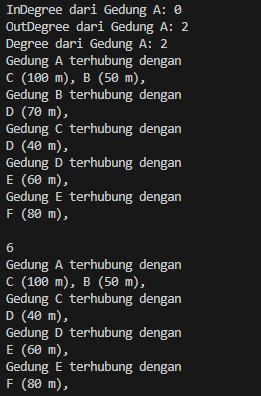 InDegree dari Gedung A: 0
OutDegree dari Gedung A: 2
Degree dari Gedung A: 2
Gedung A terhubung dengan
C (100 m), B (50 m),
Gedung B terhubung dengan
D (70 m),
Gedung C terhubung dengan
D (40 m),
Gedung D terhubung dengan
E (60 m),
Gedung E terhubung dengan
F (80 m),
6
Gedung A terhubung dengan
C (100 m), B (50 m),
Gedung C terhubung dengan
D (40 m),
Gedung D terhubung dengan
E (60 m),
Gedung E terhubung dengan
F (80 m),